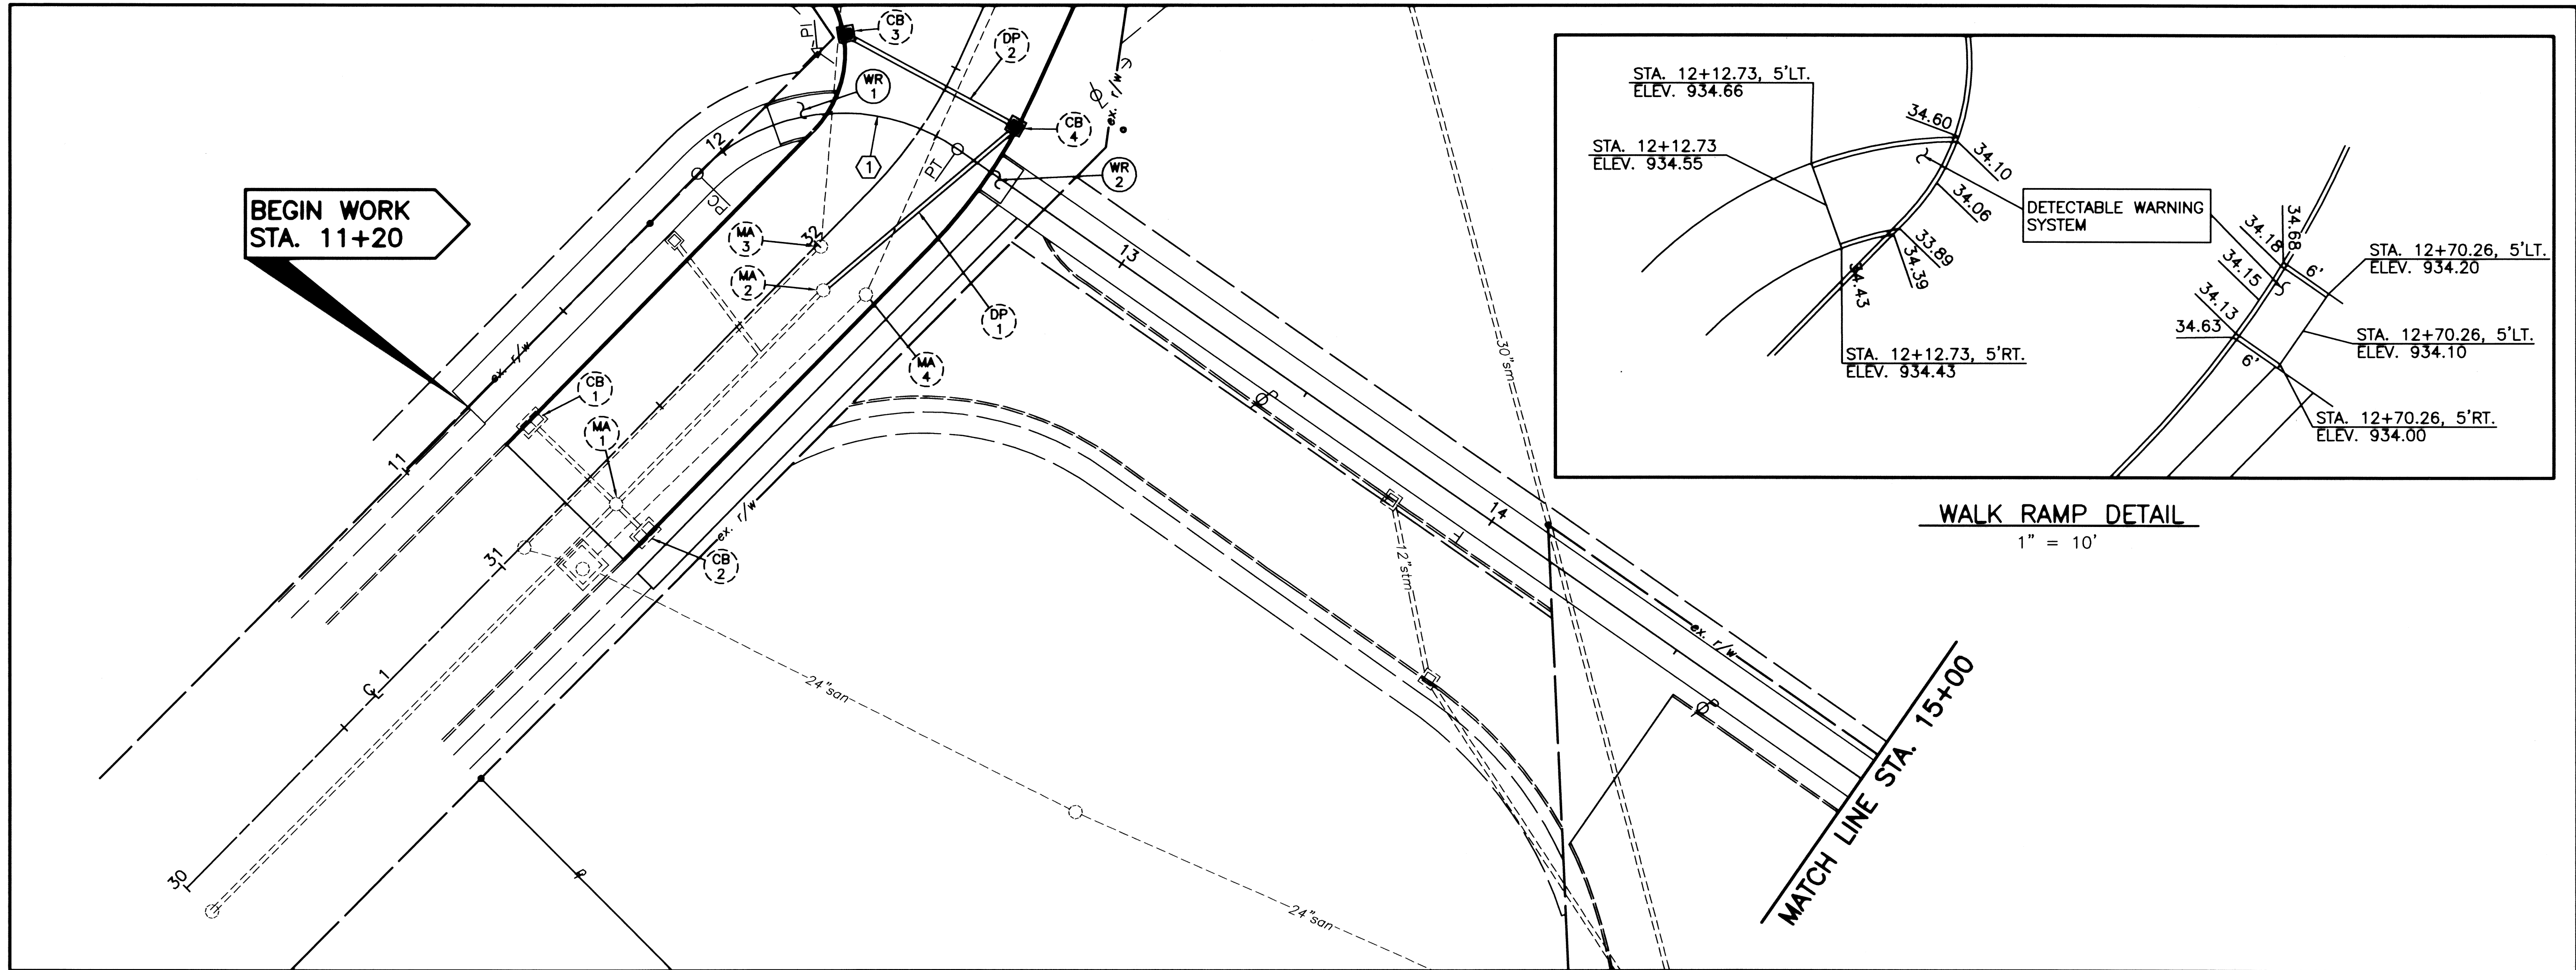 CB
3
DP
2
PI
WR
1
ex. r/w
CB
4
12
1
PT
WR
2
PC
BEGIN WORK
STA. 11+20
MA
3
32
MA
2
13
DP
1
MA
4
ex. r/w
CB
1
MA
1
11
30"sm
14
ex. r/w
12"stm
31
CB
2
ex. r/w
24"san
1
30
24"san
MATCH LINE STA. 15+00
STA. 12+12.73, 5'LT.
ELEV. 934.66
STA. 12+12.73
ELEV. 934.55
34.60
34.10
34.06
33.89
34.39
34.43
STA. 12+12.73, 5'RT.
ELEV. 934.43
DETECTABLE WARNING
SYSTEM
34.68
34.18
34.15
34.13
34.63
6'
6'
STA. 12+70.26, 5'LT.
ELEV. 934.20
STA. 12+70.26, 5'LT.
ELEV. 934.10
STA. 12+70.26, 5'RT.
ELEV. 934.00
WALK RAMP DETAIL
1" = 10'